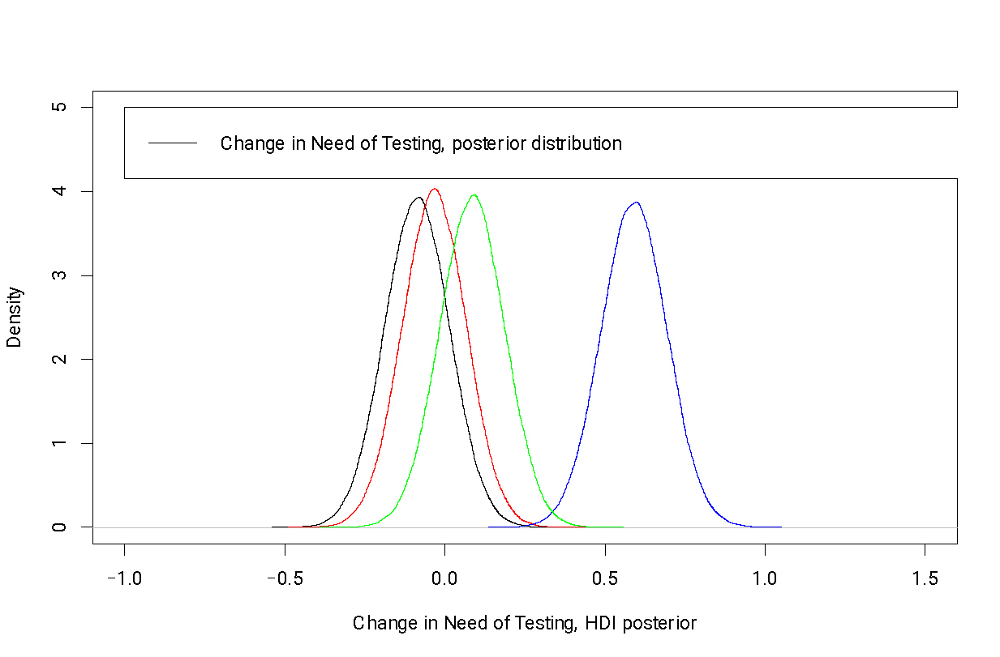 5
Change in Need of Testing, posterior distribution
4
3
Density
2
1
0
−1.0 −0.5 0.0 0.5 1.0 1.5
Change in Need of Testing, HDI posterior